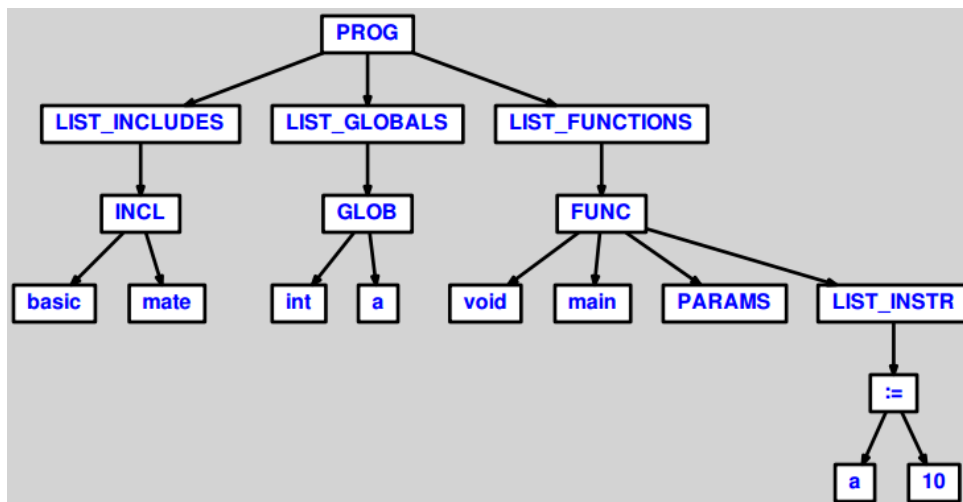 PROG
LIST_INCLUDES LIST_GLOBALS LIST_FUNCTIONS
INCL GLOB FUNC
basic mate int a void main PARAMS LIST_INSTR
:=
a 10